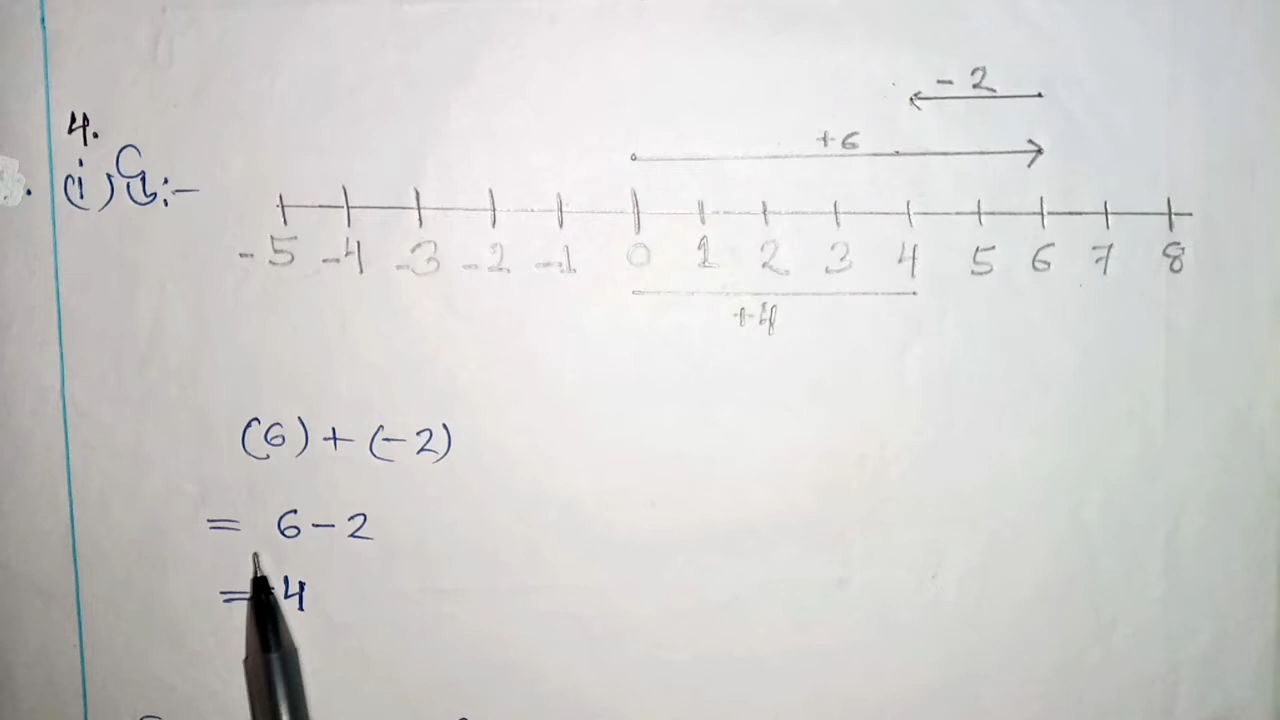 - 2
+6
4.
(i)
-5 -4 -3 -2 -1 0 1 2 3 4 5 6 7 8
+4
(6) + (-2)
= 6 - 2
= 4